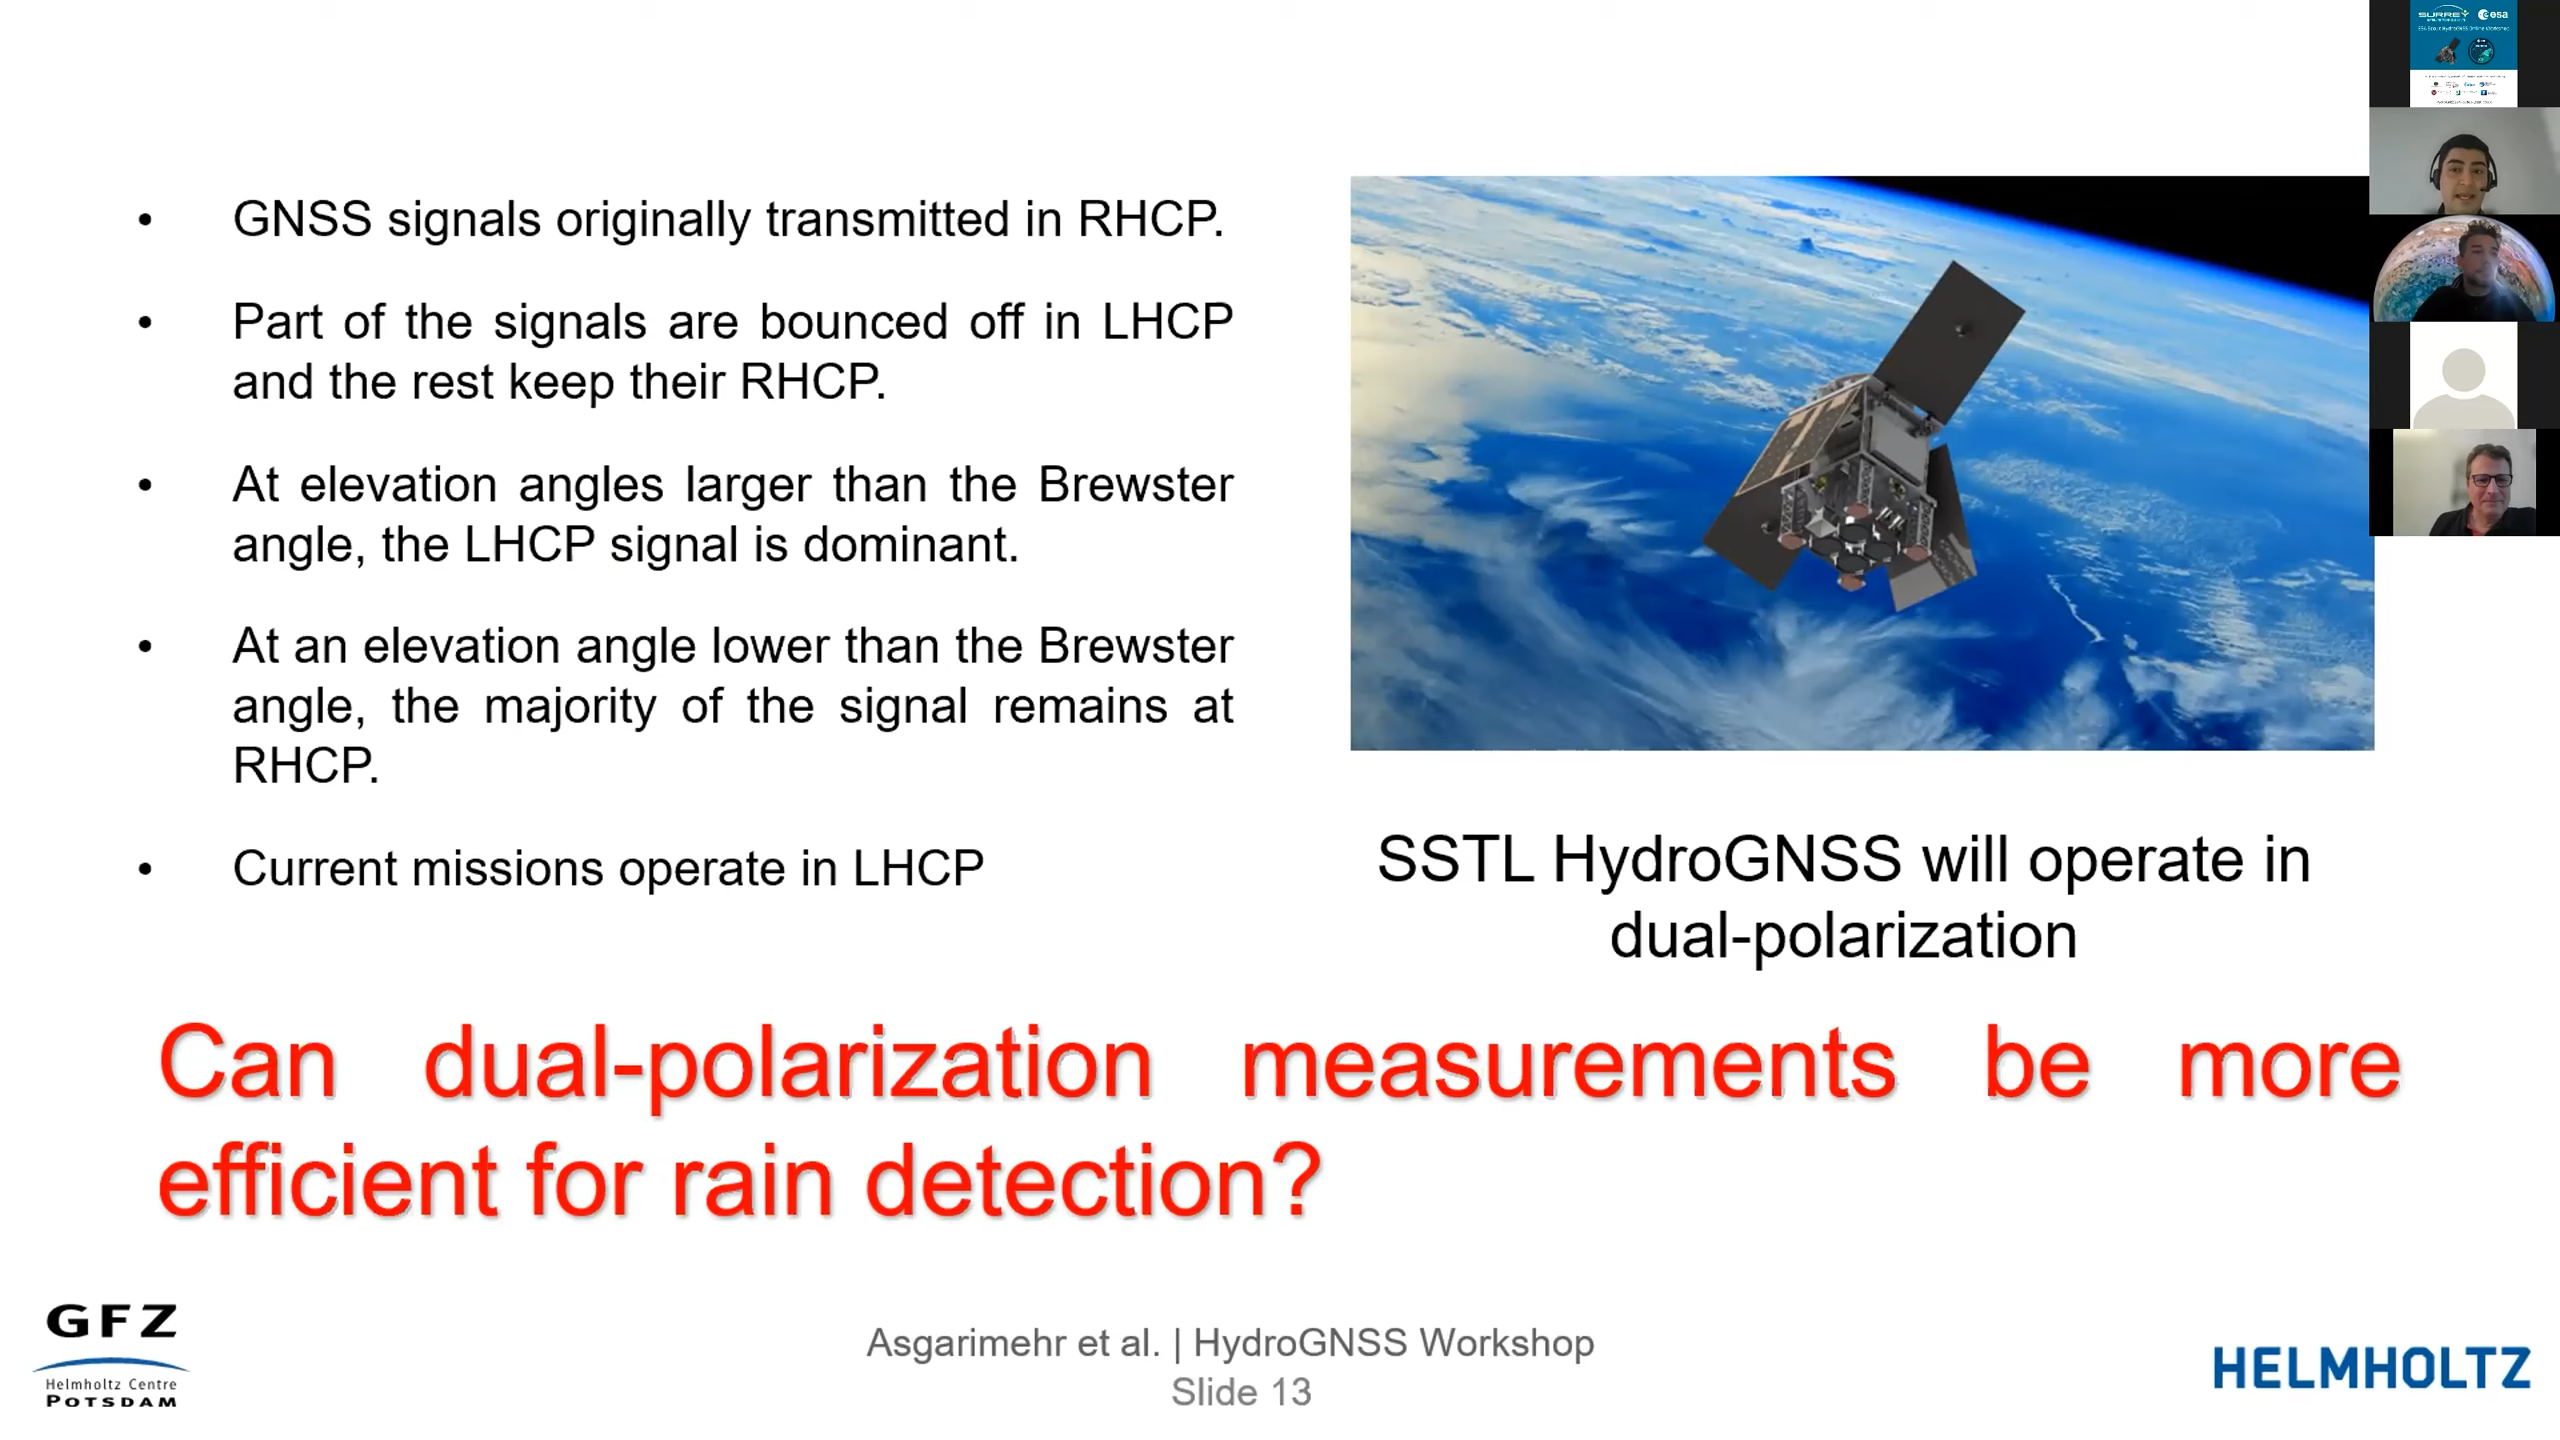 SURREY esa
• GNSS signals originally transmitted in RHCP.
• Part of the signals are bounced off in LHCP
and the rest keep their RHCP.
• At elevation angles larger than the Brewster
angle, the LHCP signal is dominant.
• At an elevation angle lower than the Brewster
angle, the majority of the signal remains at
RHCP.
• Current missions operate in LHCP
SSTL HydroGNSS will operate in
dual-polarization
Can dual-polarization measurements be more
efficient for rain detection?
GFZ
Helmholtz Centre
POTSDAM
Asgarimehr et al. | HydroGNSS Workshop
Slide 13
HELMHOLTZ